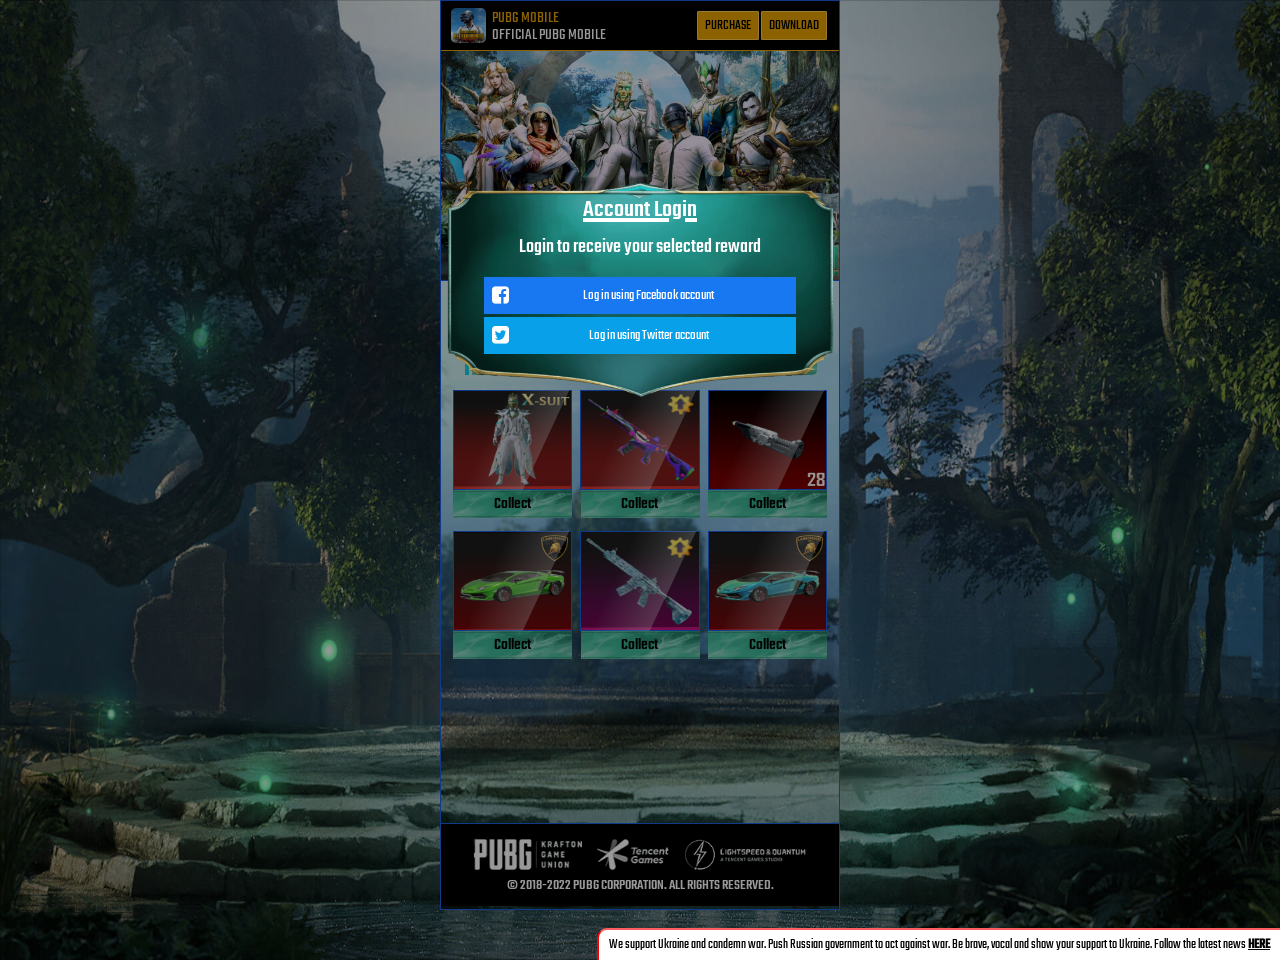 PUBG MOBILE
OFFICIAL PUBG MOBILE
PURCHASE
DOWNLOAD
Account Login
Login to receive your selected reward
Log in using Facebook account
Log in using Twitter account
X-SUIT
28
Collect
Collect
Collect
Collect
Collect
Collect
PUBG
KRAFTON
GAME
UNION
Tencent
Games
LIGHTSPEED & QUANTUM
A TENCENT GAMES STUDIO
© 2018-2022 PUBG CORPORATION. ALL RIGHTS RESERVED.
We support Ukraine and condemn war. Push Russian government to act against war. Be brave, vocal and show your support to Ukraine. Follow the latest news HERE